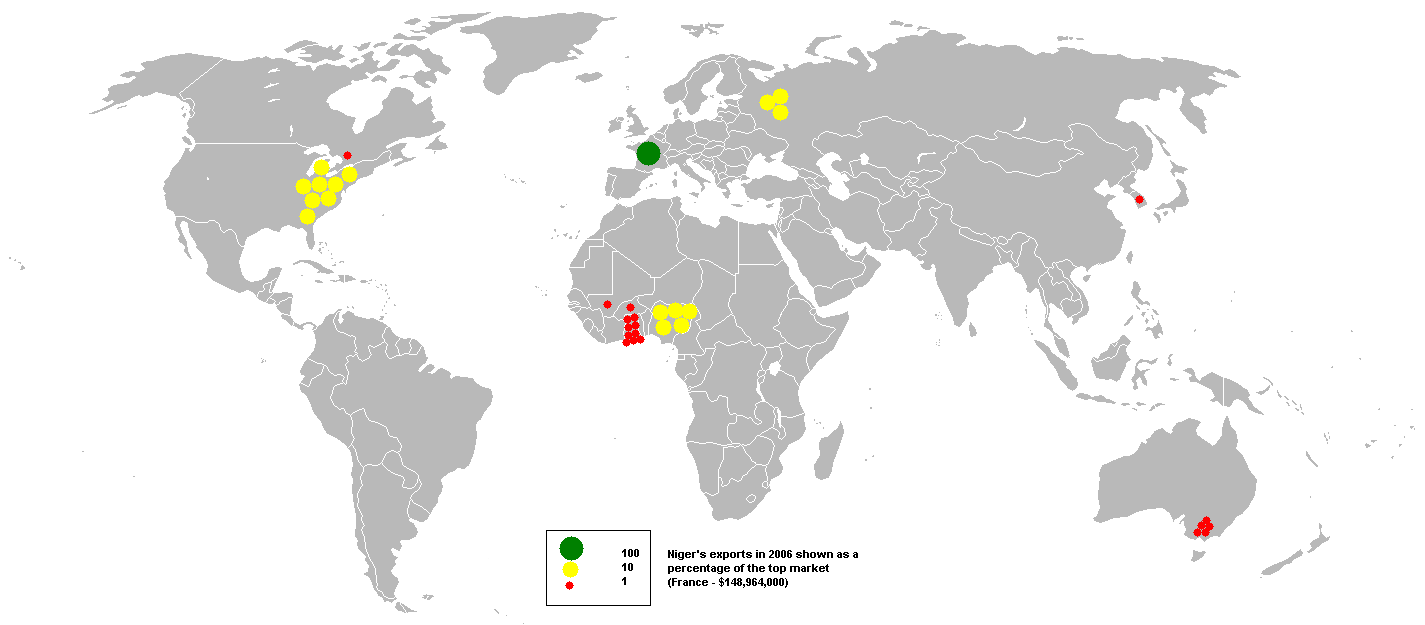 100
10
1
Niger's exports in 2006 shown as a
percentage of the top market
(France - $148,964,000)